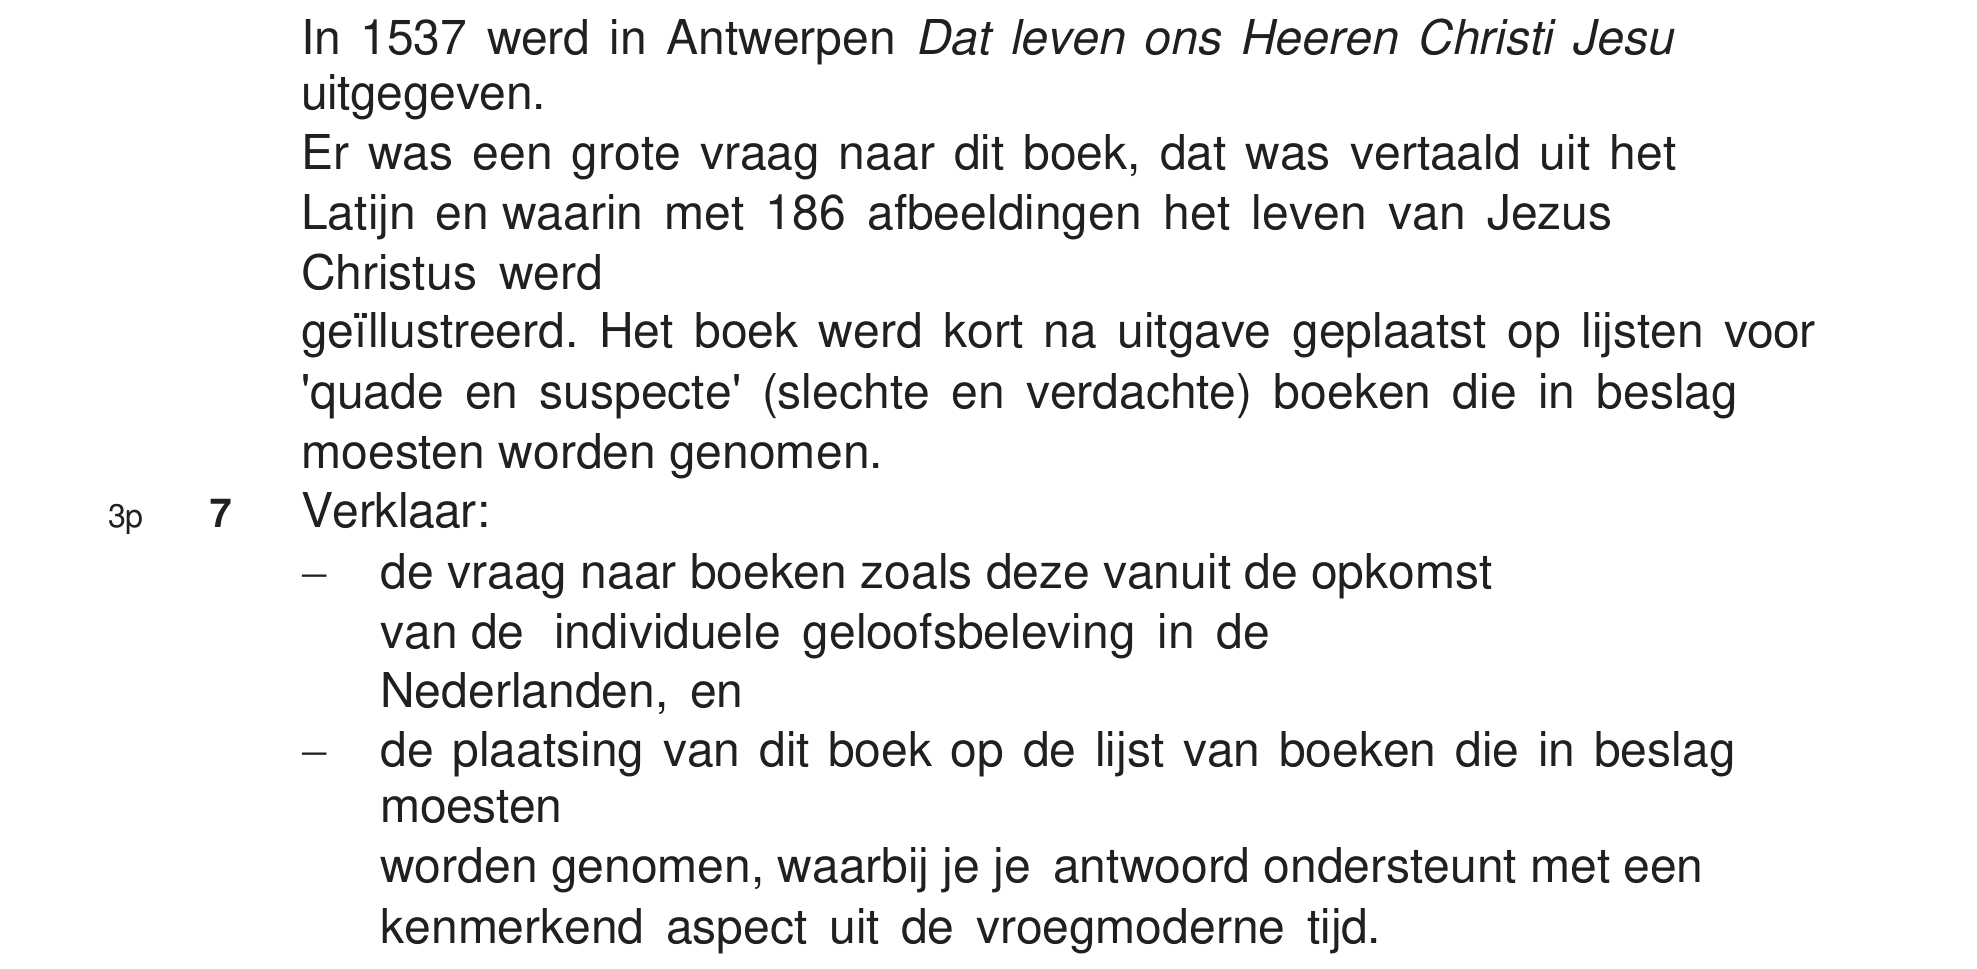 In 1537 werd in Antwerpen Dat leven ons Heeren Christi Jesu
uitgegeven.
Er was een grote vraag naar dit boek, dat was vertaald uit het
Latijn en waarin met 186 afbeeldingen het leven van Jezus
Christus werd
geïllustreerd. Het boek werd kort na uitgave geplaatst op lijsten voor
'quade en suspecte' (slechte en verdachte) boeken die in beslag
moesten worden genomen.
3p 7 Verklaar:
– de vraag naar boeken zoals deze vanuit de opkomst
van de individuele geloofsbeleving in de
Nederlanden, en
– de plaatsing van dit boek op de lijst van boeken die in beslag
moesten
worden genomen, waarbij je je antwoord ondersteunt met een
kenmerkend aspect uit de vroegmoderne tijd.